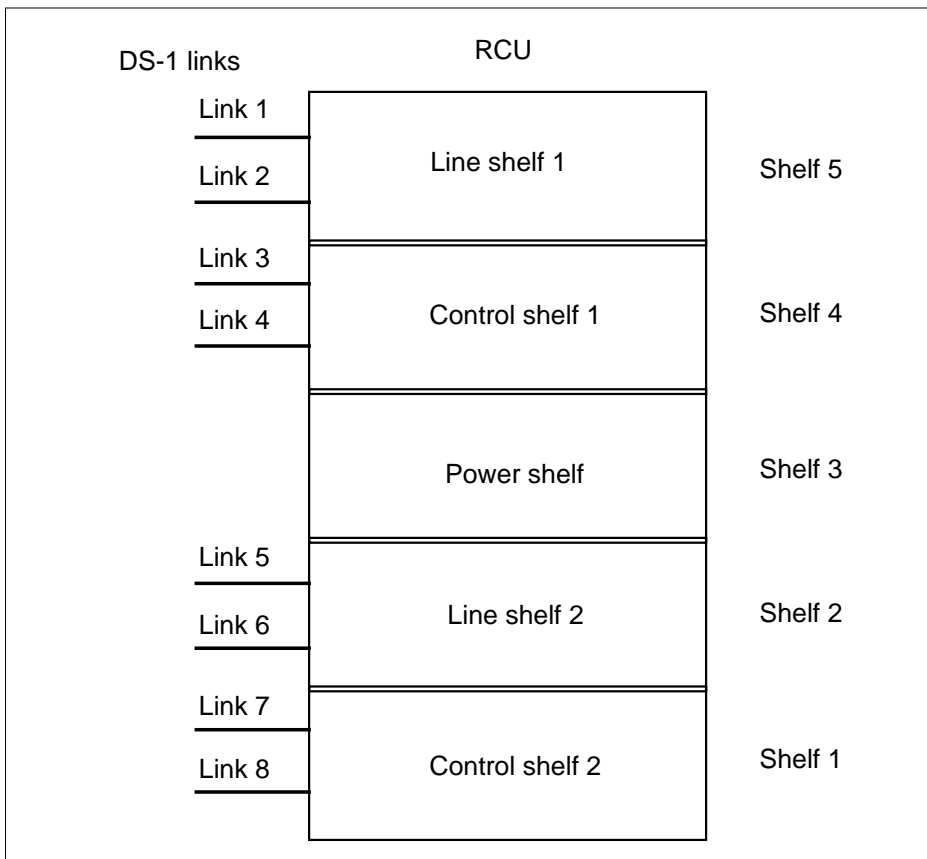 RCU
DS-1 links
Link 1
Line shelf 1
Shelf 5
Link 2
Link 3
Control shelf 1
Shelf 4
Link 4
Power shelf
Shelf 3
Link 5
Line shelf 2
Shelf 2
Link 6
Link 7
Control shelf 2
Shelf 1
Link 8